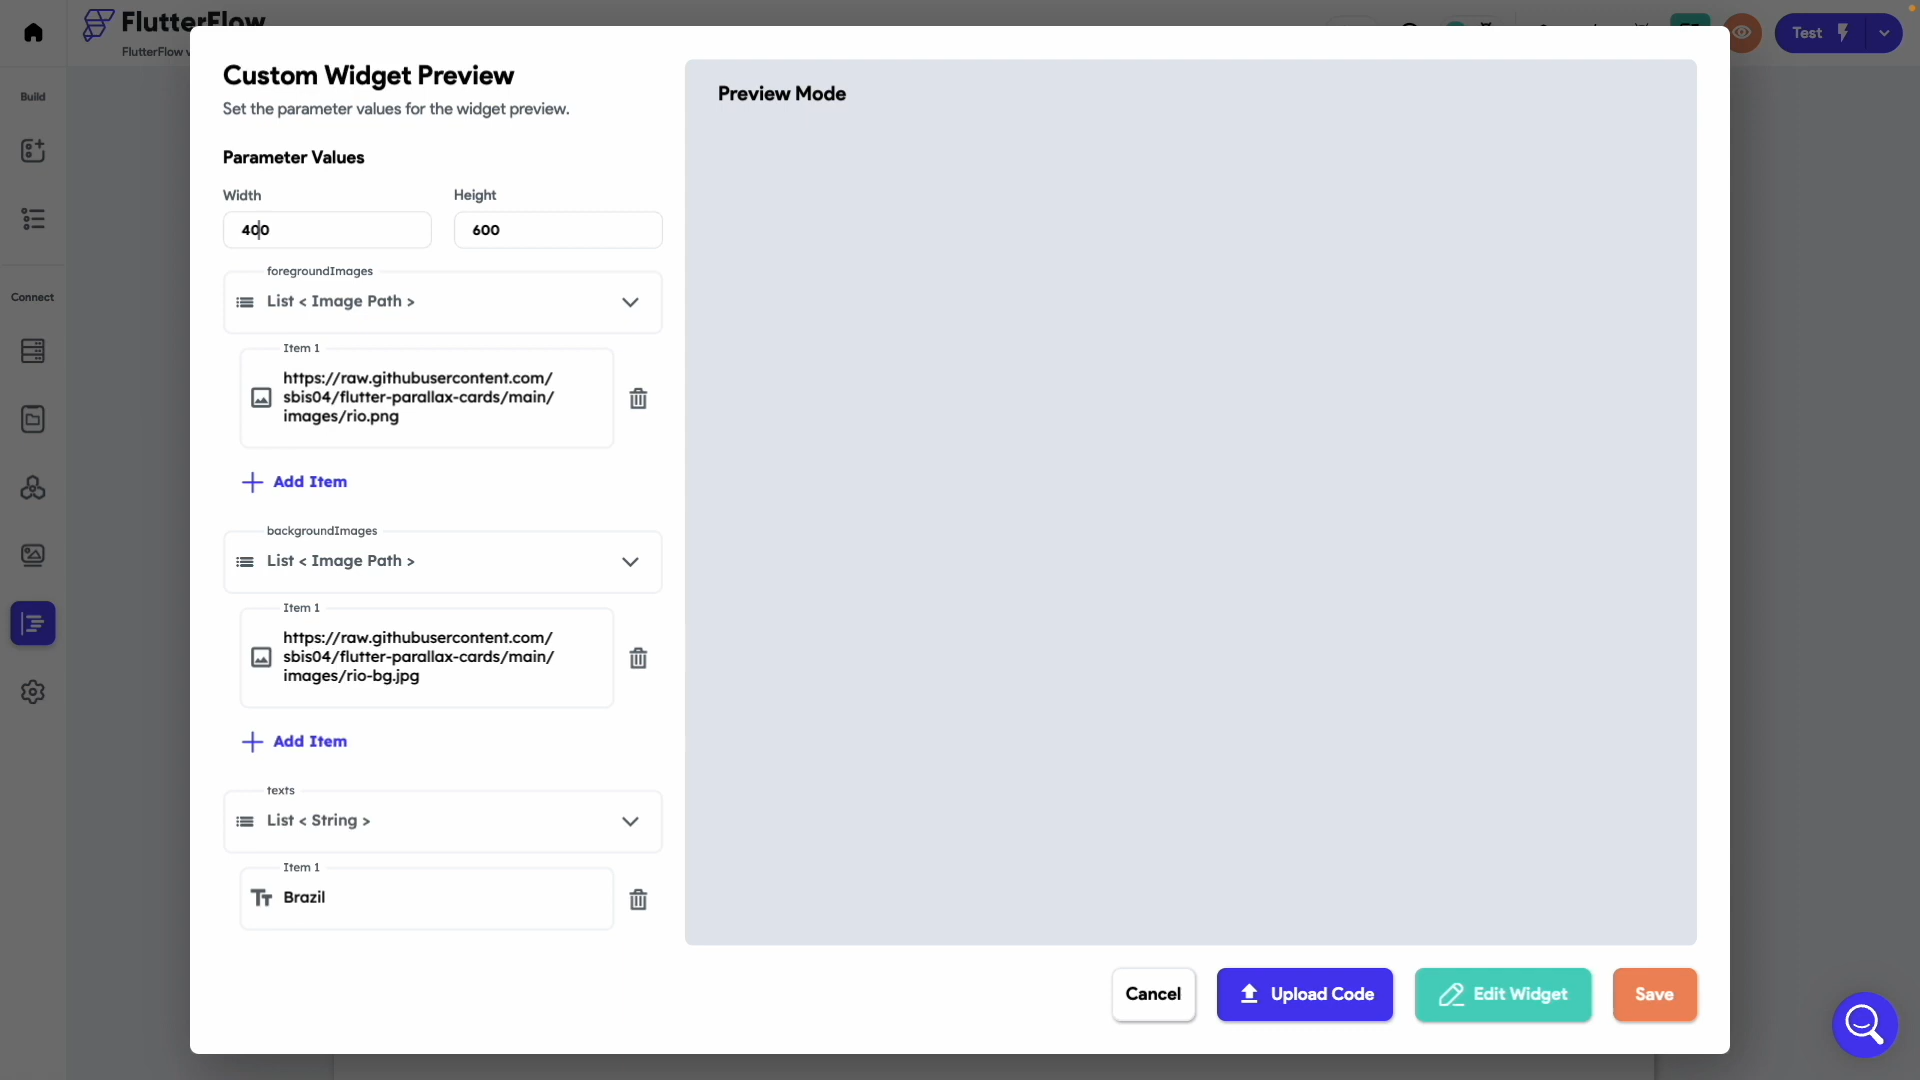 FlutterFlow
FlutterFlow v
Test
Build
Connect
Custom Widget Preview
Set the parameter values for the widget preview.
Parameter Values
Width
Height
400
600
foregroundImages
List < Image Path >
Item 1
https://raw.githubusercontent.com/
sbis04/flutter-parallax-cards/main/
images/rio.png
Add Item
backgroundImages
List < Image Path >
Item 1
https://raw.githubusercontent.com/
sbis04/flutter-parallax-cards/main/
images/rio-bg.jpg
Add Item
texts
List < String >
Item 1
Brazil
Preview Mode
Cancel
Upload Code
Edit Widget
Save